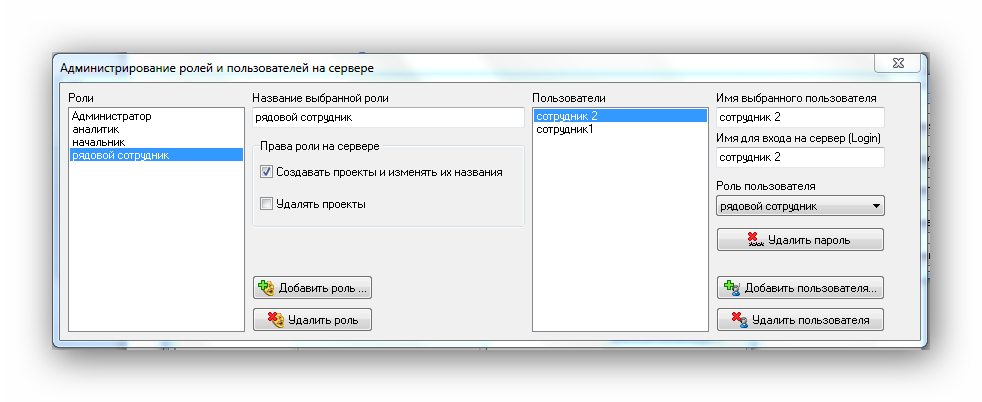 Администрирование ролей и пользователей на сервере
Роли
Администратор
аналитик
начальник
рядовой сотрудник
Название выбранной роли
рядовой сотрудник
Права роли на сервере
Создавать проекты и изменять их названия
Удалять проекты
Добавить роль ...
Удалить роль
Пользователи
сотрудник 2
сотрудник1
Имя выбранного пользователя
сотрудник 2
Имя для входа на сервер (Login)
сотрудник 2
Роль пользователя
рядовой сотрудник
Удалить пароль
Добавить пользователя...
Удалить пользователя